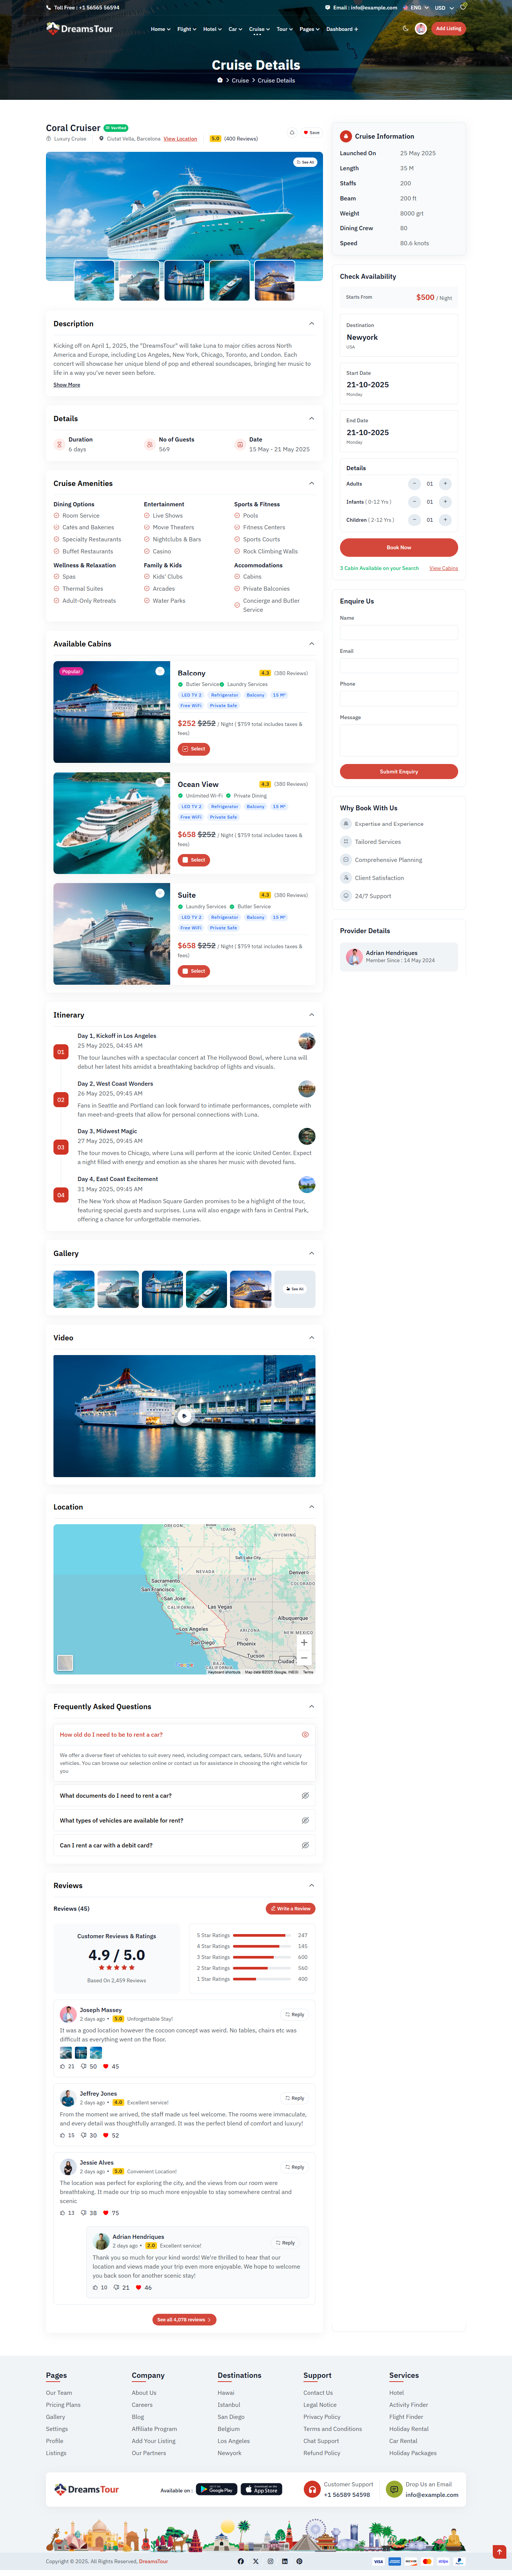 Toll Free : +1 56565 56594
Email : info@example.com
ENG
USD
DreamsTour
Home
Flight
Hotel
Car
Cruise
Tour
Pages
Dashboard
Add Listing
Cruise Details
Cruise
Cruise Details
Coral Cruiser
Verified
Luxury Cruise
Ciutat Vella, Barcelona
View Location
5.0
(400 Reviews)
Save
See All
Description
Kicking off on April 1, 2025, the "DreamsTour" will take Luna to major cities across North
America and Europe, including Los Angeles, New York, Chicago, Toronto, and London. Each
concert will showcase her unique blend of pop and ethereal soundscapes, bringing her music to
life in a way you've never seen before.
Show More
Details
Duration
6 days
No of Guests
569
Date
15 May - 21 May 2025
Cruise Amenities
Dining Options
Room Service
Cafés and Bakeries
Specialty Restaurants
Buffet Restaurants
Entertainment
Live Shows
Movie Theaters
Nightclubs & Bars
Casino
Sports & Fitness
Pools
Fitness Centers
Sports Courts
Rock Climbing Walls
Wellness & Relaxation
Spas
Thermal Suites
Adult-Only Retreats
Family & Kids
Kids' Clubs
Arcades
Water Parks
Accommodations
Cabins
Private Balconies
Concierge and Butler
Service
Available Cabins
Popular
Balcony
4.3
(380 Reviews)
Butler Service
Laundry Services
LED TV 2
Refrigerator
Balcony
15 M²
Free WiFi
Private Safe
$252 $252 / Night ( $759 total includes taxes &
fees)
Select
Ocean View
4.3
(380 Reviews)
Unlimited Wi-Fi
Private Dining
LED TV 2
Refrigerator
Balcony
15 M²
Free WiFi
Private Safe
$658 $252 / Night ( $759 total includes taxes &
fees)
Select
Suite
4.3
(380 Reviews)
Laundry Services
Butler Service
LED TV 2
Refrigerator
Balcony
15 M²
Free WiFi
Private Safe
$658 $252 / Night ( $759 total includes taxes &
fees)
Select
Itinerary
01
Day 1, Kickoff in Los Angeles
25 May 2025, 04:45 AM
The tour launches with a spectacular concert at The Hollywood Bowl, where Luna will
debut her latest hits amidst a breathtaking backdrop of lights and visuals.
02
Day 2, West Coast Wonders
26 May 2025, 09:45 AM
Fans in Seattle and Portland can look forward to intimate performances, complete with
fan meet-and-greets that allow for personal connections with Luna.
03
Day 3, Midwest Magic
27 May 2025, 09:45 AM
The tour moves to Chicago, where Luna will perform at the iconic United Center. Expect
a night filled with energy and emotion as she shares her music with devoted fans.
04
Day 4, East Coast Excitement
31 May 2025, 09:45 AM
The New York show at Madison Square Garden promises to be a highlight of the tour,
featuring special guests and surprises. Luna will also engage with fans in Central Park,
offering a chance for unforgettable memories.
Gallery
See All
Video
Location
OREGON
IDAHO
WYOMING
Salt Lake City
NEVADA
UTAH
Denver
COLORADO
Sacramento
San Francisco
San Jose
CALIFORNIA
Las Vegas
Los Angeles
San Diego
ARIZONA
Phoenix
Tucson
Albuquerque
NEW MEXICO
Ciudad
BAJA
CALIFORNIA
Google
Keyboard shortcuts
Map data ©2025 Google, INEGI
Terms
Frequently Asked Questions
How old do I need to be to rent a car?
We offer a diverse fleet of vehicles to suit every need, including compact cars, sedans, SUVs and luxury
vehicles. You can browse our selection online or contact us for assistance in choosing the right vehicle for
you
What documents do I need to rent a car?
What types of vehicles are available for rent?
Can I rent a car with a debit card?
Reviews
Reviews (45)
Write a Review
Customer Reviews & Ratings
4.9 / 5.0
Based On 2,459 Reviews
5 Star Ratings
247
4 Star Ratings
145
3 Star Ratings
600
2 Star Ratings
560
1 Star Ratings
400
Joseph Massey
2 days ago
5.0
Unforgettable Stay!
Reply
It was a good location however the cocoon concept was weird. No tables, chairs etc was
difficult as everything went on the floor.
21
50
45
Jeffrey Jones
2 days ago
4.0
Excellent service!
Reply
From the moment we arrived, the staff made us feel welcome. The rooms were immaculate,
and every detail was thoughtfully arranged. It was the perfect blend of comfort and luxury!
15
30
52
Jessie Alves
2 days ago
5.0
Convenient Location!
Reply
The location was perfect for exploring the city, and the views from our room were
breathtaking. It made our trip so much more enjoyable to stay somewhere central and
scenic
13
38
75
Adrian Hendriques
2 days ago
2.0
Excellent service!
Reply
Thank you so much for your kind words! We're thrilled to hear that our
location and views made your trip even more enjoyable. We hope to welcome
you back soon for another scenic stay!
10
21
46
See all 4,078 reviews
Cruise Information
Launched On
25 May 2025
Length
35 M
Staffs
200
Beam
200 ft
Weight
8000 grt
Dining Crew
80
Speed
80.6 knots
Check Availability
Starts From
$500 / Night
Destination
Newyork
USA
Start Date
21-10-2025
Monday
End Date
21-10-2025
Monday
Details
Adults
01
Infants ( 0-12 Yrs )
01
Children ( 2-12 Yrs )
01
Book Now
3 Cabin Available on your Search
View Cabins
Enquire Us
Name
Email
Phone
Message
Submit Enquiry
Why Book With Us
Expertise and Experience
Tailored Services
Comprehensive Planning
Client Satisfaction
24/7 Support
Provider Details
Adrian Hendriques
Member Since : 14 May 2024
Pages
Our Team
Pricing Plans
Gallery
Settings
Profile
Listings
Company
About Us
Careers
Blog
Affiliate Program
Add Your Listing
Our Partners
Destinations
Hawai
Istanbul
San Diego
Belgium
Los Angeles
Newyork
Support
Contact Us
Legal Notice
Privacy Policy
Terms and Conditions
Chat Support
Refund Policy
Services
Hotel
Activity Finder
Flight Finder
Holiday Rental
Car Rental
Holiday Packages
DreamsTour
Available on :
Google Play
App Store
Customer Support
+1 56589 54598
Drop Us an Email
info@example.com
Copyright © 2025. All Rights Reserved, DreamsTour
VISA
PayPal